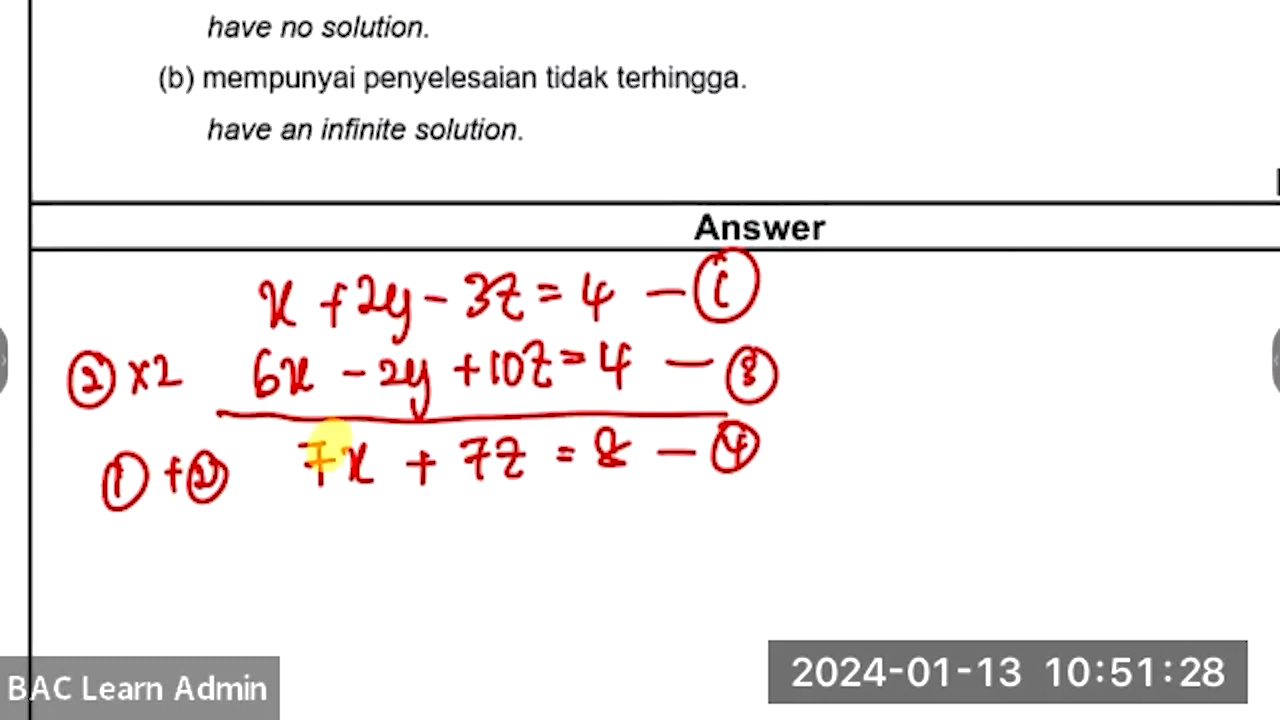 have no solution.
(b) mempunyai penyelesaian tidak terhingga.
have an infinite solution.
Answer
x + 2y - 3z = 4 — ①
② × 2 6x - 2y + 10z = 4 — ③
① + ② 7x + 7z = 8 — ④
BAC Learn Admin
2024-01-13 10:51:28